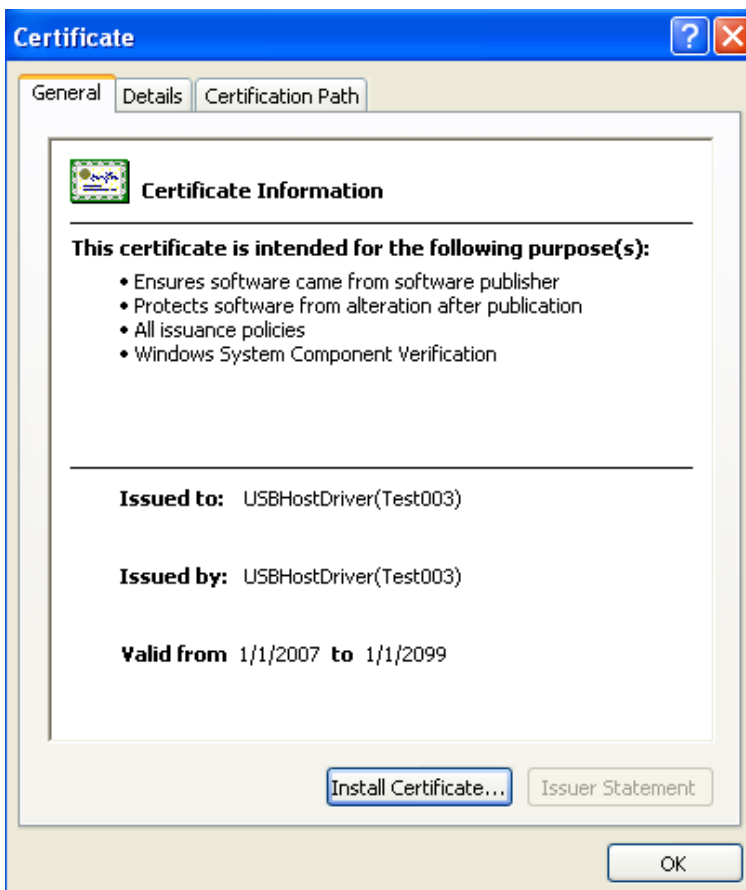 Certificate
General Details Certification Path
Certificate Information
This certificate is intended for the following purpose(s):
• Ensures software came from software publisher
• Protects software from alteration after publication
• All issuance policies
• Windows System Component Verification
Issued to: USBHostDriver(Test003)
Issued by: USBHostDriver(Test003)
Valid from 1/1/2007 to 1/1/2099
Install Certificate... Issuer Statement
OK